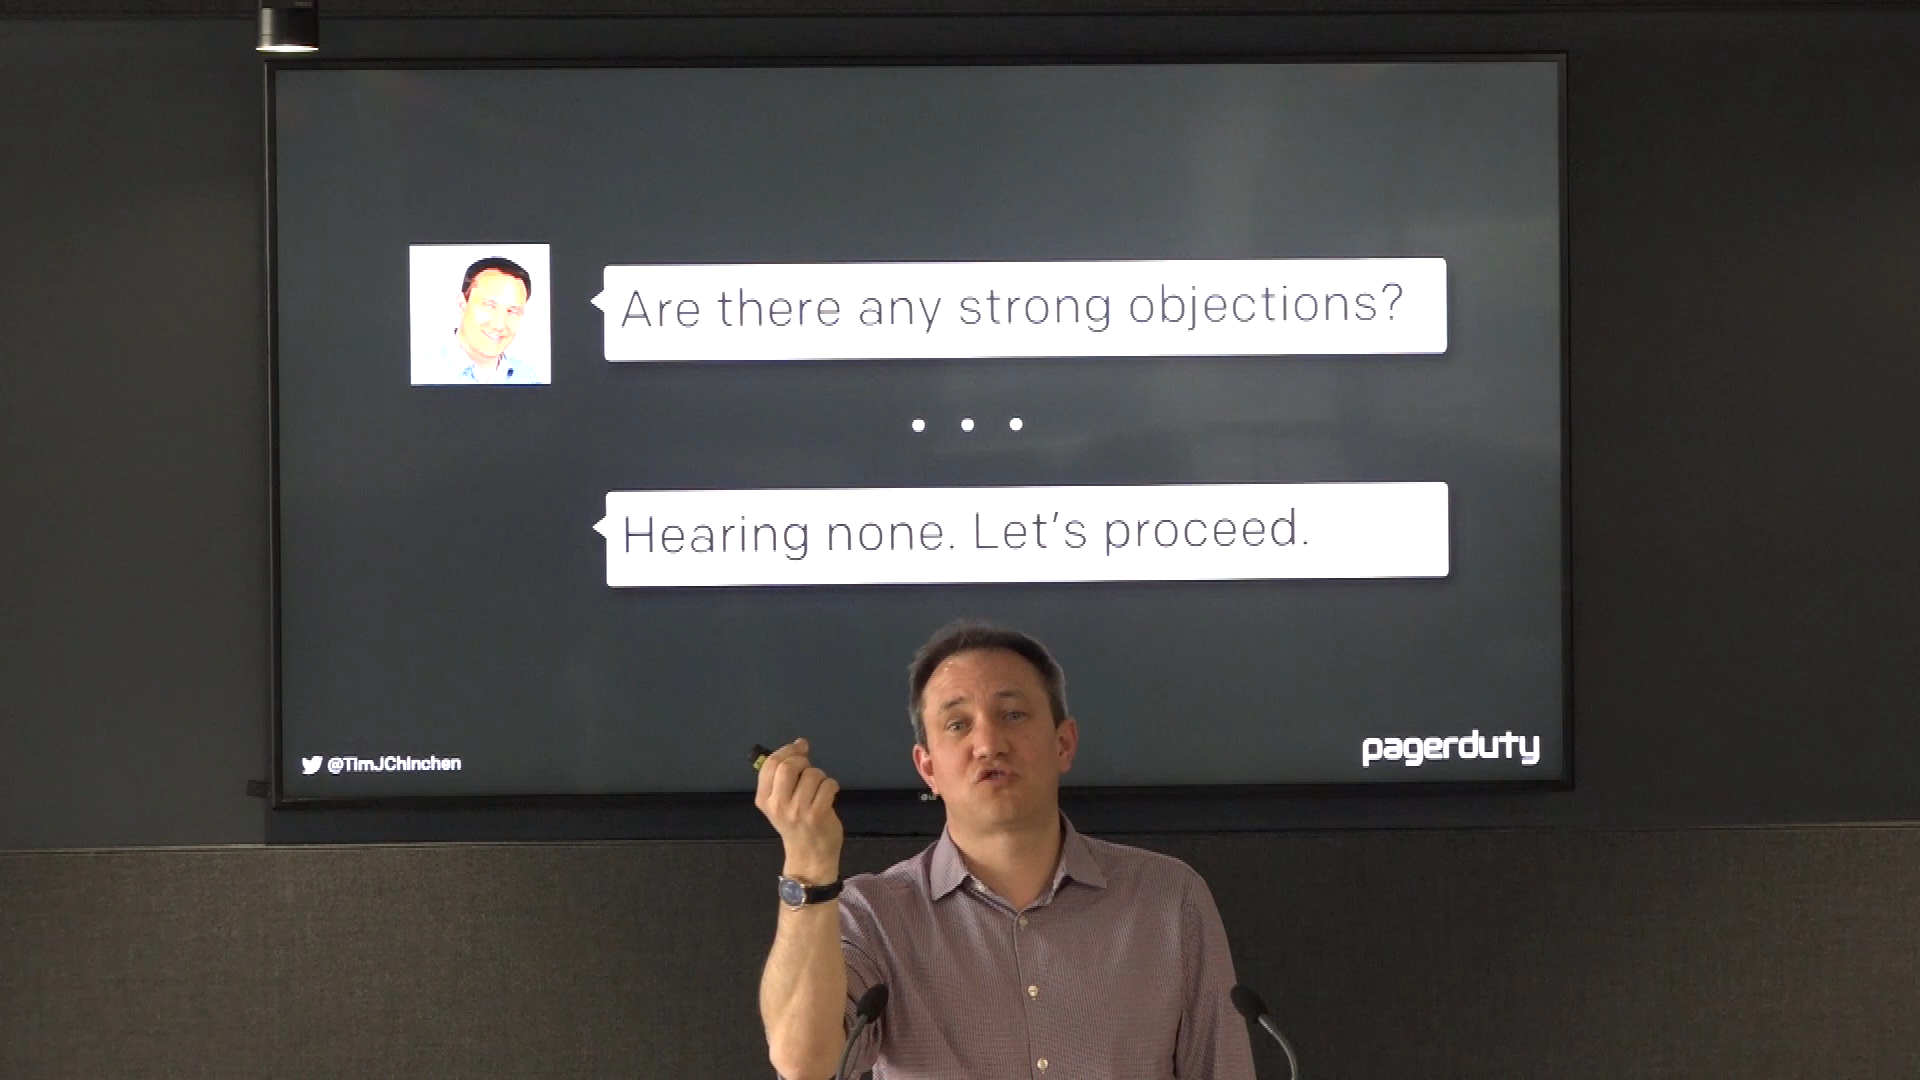 Are there any strong objections?
• • •
Hearing none. Let's proceed.
@TimJChinchen
pagerduty